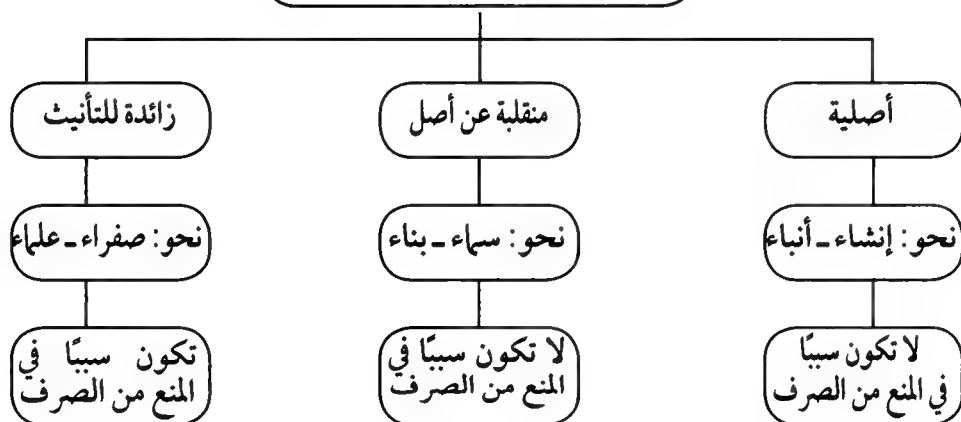 أصلية
منقلبة عن أصل
زائدة للتأنيث
نحو: إنشاء ـ أنباء
نحو: سماء ـ بناء
نحو: صفراء ـ علماء
لا تكون سببًا
في المنع من الصرف
لا تكون سببًا في
المنع من الصرف
تكون سببًا في
المنع من الصرف